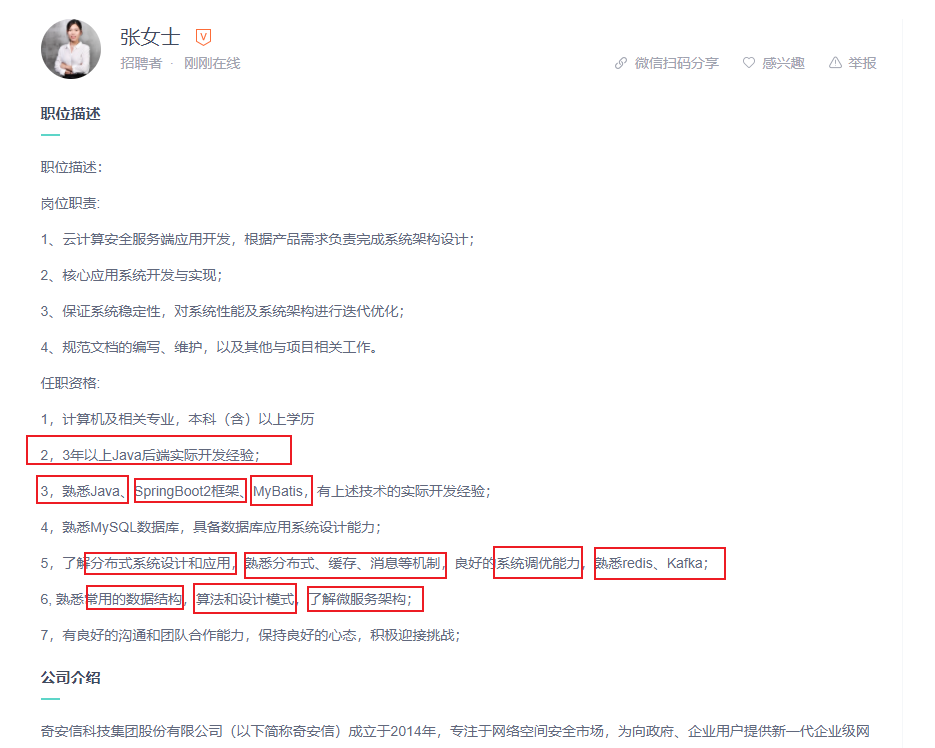 张女士
招聘者 · 刚刚在线
微信扫码分享 感兴趣 举报
职位描述
职位描述：
岗位职责:
1、云计算安全服务端应用开发，根据产品需求负责完成系统架构设计；
2、核心应用系统开发与实现；
3、保证系统稳定性，对系统性能及系统架构进行迭代优化；
4、规范文档的编写、维护，以及其他与项目相关工作。
任职资格:
1，计算机及相关专业，本科（含）以上学历
2，3年以上Java后端实际开发经验；
3，熟悉Java、SpringBoot2框架、MyBatis，有上述技术的实际开发经验；
4，熟悉MySQL数据库，具备数据库应用系统设计能力；
5，了解分布式系统设计和应用，熟悉分布式、缓存、消息等机制，良好的系统调优能力，熟悉redis、Kafka；
6, 熟悉常用的数据结构，算法和设计模式，了解微服务架构；
7，有良好的沟通和团队合作能力，保持良好的心态，积极迎接挑战；
公司介绍
奇安信科技集团股份有限公司（以下简称奇安信）成立于2014年，专注于网络空间安全市场，为向政府、企业用户提供新一代企业级网